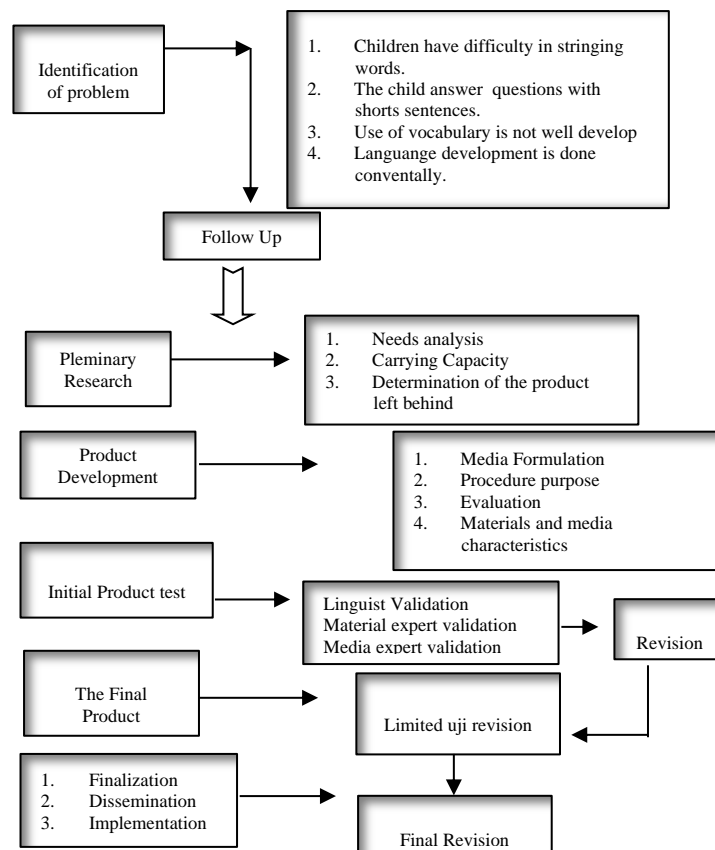 Identification
of problem
1. Children have difficulty in stringing
words.
2. The child answer questions with
shorts sentences.
3. Use of vocabulary is not well develop
4. Languange development is done
conventally.
Follow Up
Pleminary
Research
1. Needs analysis
2. Carrying Capacity
3. Determination of the product
left behind
Product
Development
1. Media Formulation
2. Procedure purpose
3. Evaluation
4. Materials and media
characteristics
Initial Product test
Linguist Validation
Material expert validation
Media expert validation
Revision
The Final
Product
Limited uji revision
1. Finalization
2. Dissemination
3. Implementation
Final Revision